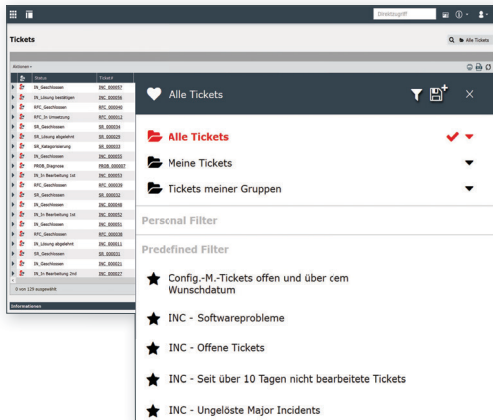 Direktzugriff
Tickets
Alle Tickets
Aktionen
Status Ticket#
IN_Geschlossen INC_000057
IN_Lösung bestätigen INC_000056
RFC_Geschlossen RFC_000040
RFC_In Umsetzung RFC_000012
SR_Geschlossen SR_000034
SR_Lösung abgelehnt SR_000029
SR_Kategorisierung SR_000033
IN_Geschlossen INC_000055
PROB_Diagnose PROB_000007
IN_In Bearbeitung 1st INC_000053
RFC_Geschlossen RFC_000039
SR_Geschlossen SR_000032
IN_Geschlossen INC_000048
IN_In Bearbeitung 1st INC_000052
IN_Geschlossen INC_000051
RFC_Geschlossen RFC_000038
IN_Lösung abgelehnt INC_000011
SR_Geschlossen SR_000031
IN_Geschlossen INC_000021
IN_In Bearbeitung 2nd INC_000027
0 von 129 ausgewählt
Informationen
Alle Tickets
Alle Tickets
Meine Tickets
Tickets meiner Gruppen
Personal Filter
Predefined Filter
Config.-M.-Tickets offen und über dem
Wunschdatum
INC - Softwareprobleme
INC - Offene Tickets
INC - Seit über 10 Tagen nicht bearbeitete Tickets
INC - Ungelöste Major Incidents